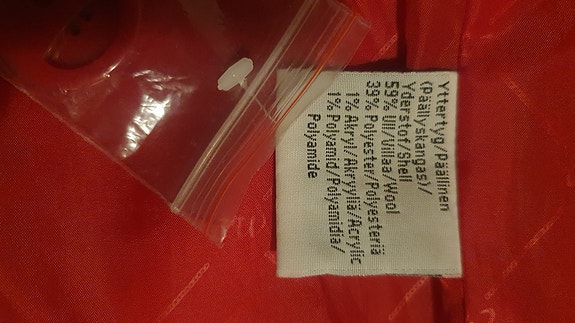 Yttertyg/Päällinen
(Päällyskangas)/
Yderstof/Shell
59% Ull/Villaa/Wool
39% Polyester/Polyesteriä
1% Akryl/Akryyliä/Acrylic
1% Polyamid/Polyamidia/
Polyamide